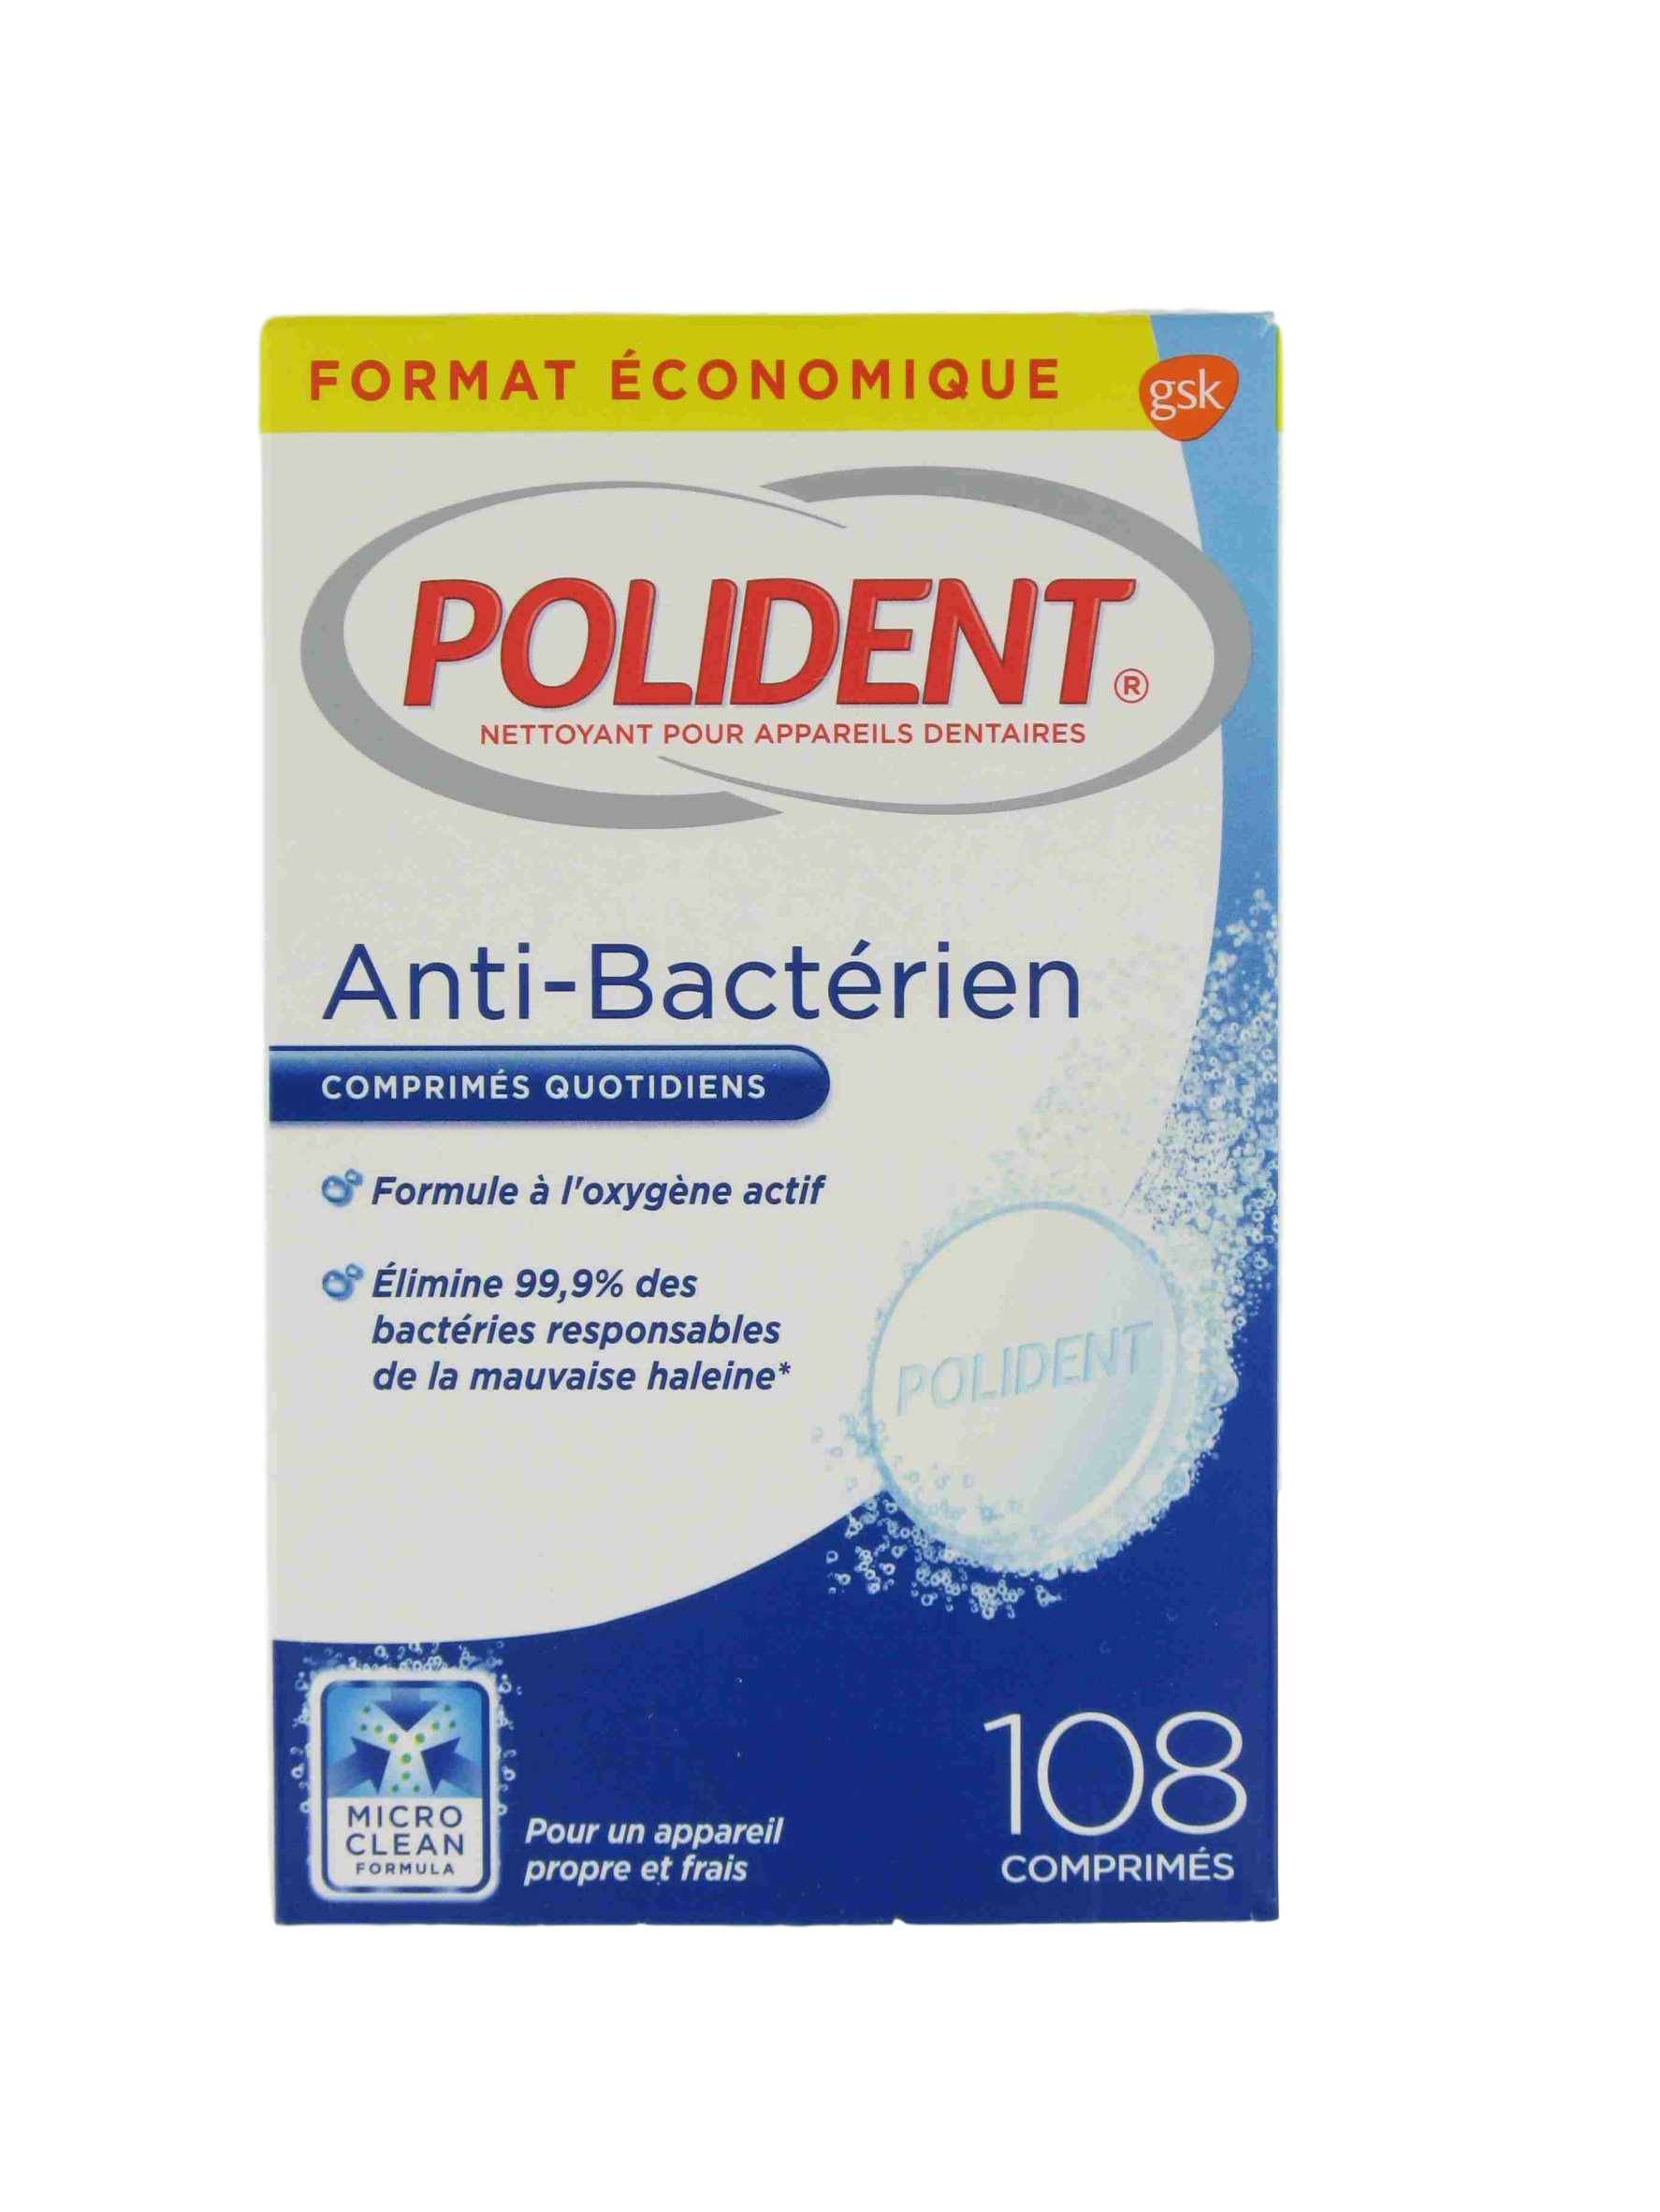 FORMAT ÉCONOMIQUE
gsk
POLIDENT®
NETTOYANT POUR APPAREILS DENTAIRES
Anti-Bactérien
COMPRIMÉS QUOTIDIENS
Formule à l'oxygène actif
Élimine 99,9% des
bactéries responsables
de la mauvaise haleine*
POLIDENT
MICRO
CLEAN
FORMULA
Pour un appareil
propre et frais
108
COMPRIMÉS